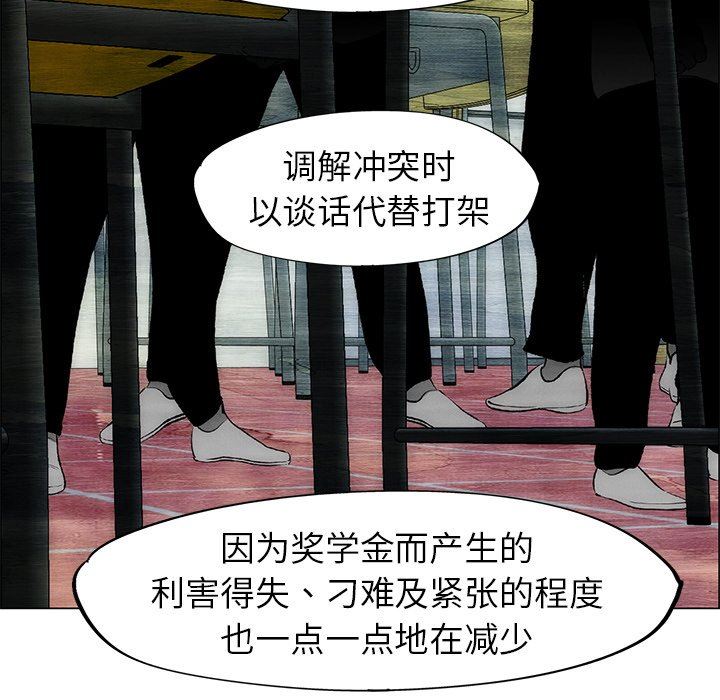 调解冲突时
以谈话代替打架
因为奖学金而产生的
利害得失、刁难及紧张的程度
也一点一点地在减少